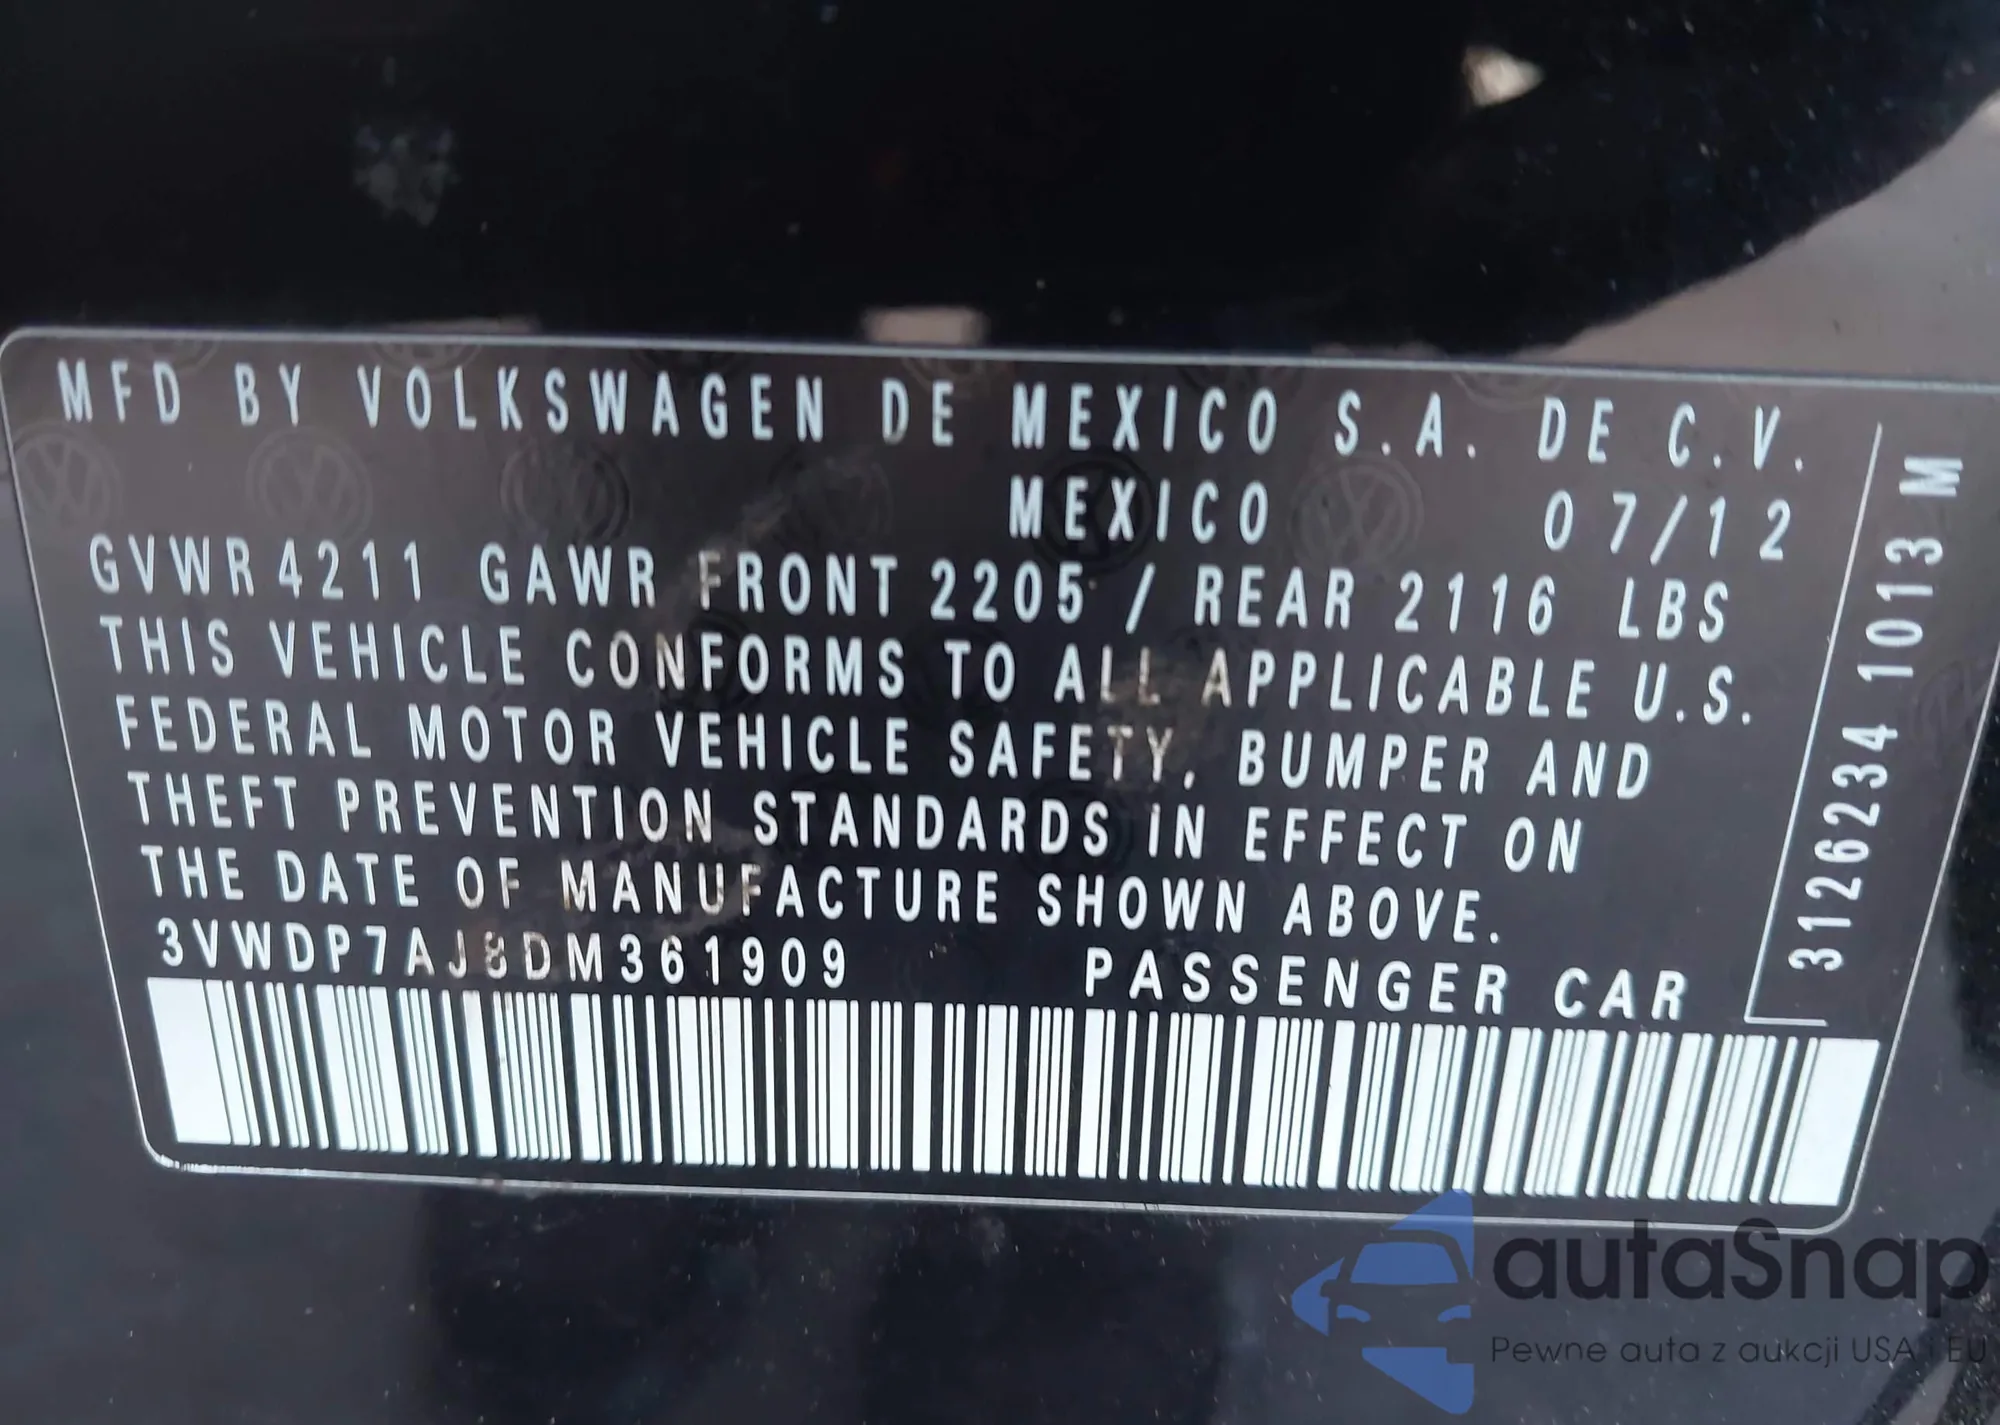 MFD BY VOLKSWAGEN DE MEXICO S.A. DE C.V.
MEXICO 07/12
GVWR 4211 GAWR FRONT 2205 / REAR 2116 LBS
THIS VEHICLE CONFORMS TO ALL APPLICABLE U.S.
FEDERAL MOTOR VEHICLE SAFETY, BUMPER AND
THEFT PREVENTION STANDARDS IN EFFECT ON
THE DATE OF MANUFACTURE SHOWN ABOVE.
3VWDP7AJ8DM361909 PASSENGER CAR
3126234 1013 M
autaSnap
Pewne auta z aukcji USA i EU